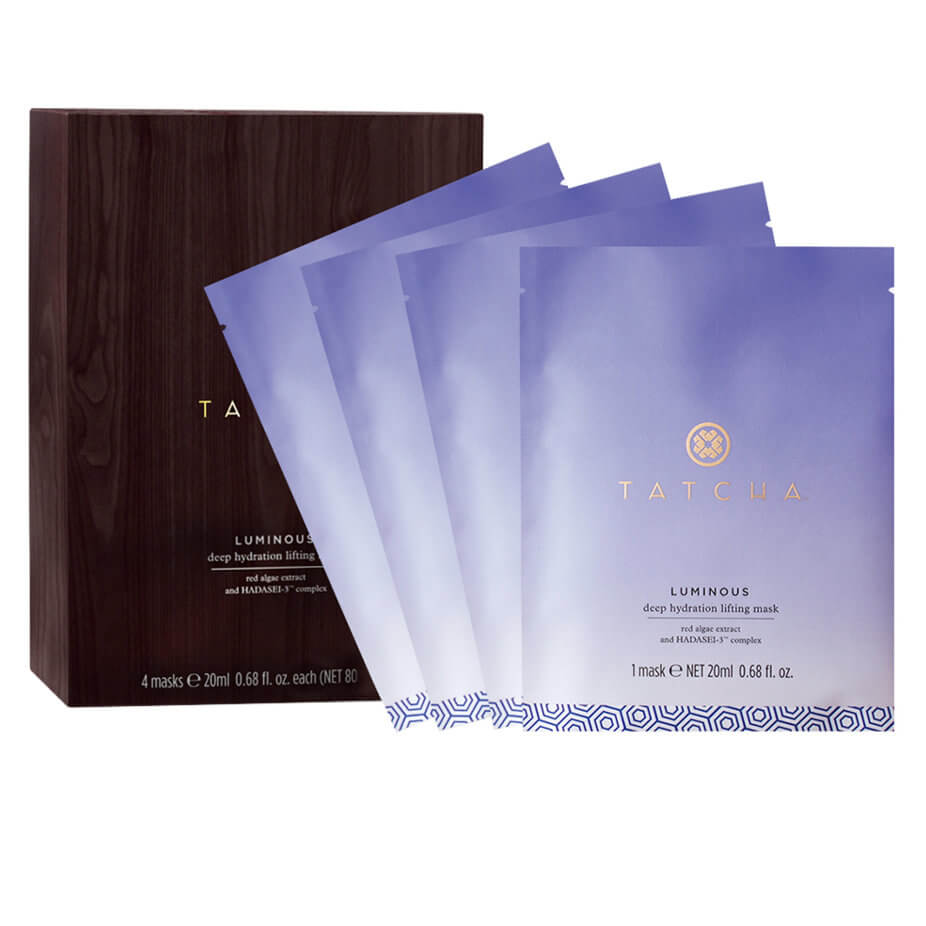 TA
LUMINOUS
deep hydration lifting
red algae extract
and HADASEI-3™ complex
4 masks ℮ 20ml 0.68 fl. oz. each (NET 80
TATCHA
LUMINOUS
deep hydration lifting mask
red algae extract
and HADASEI-3™ complex
1 mask ℮ NET 20ml 0.68 fl. oz.